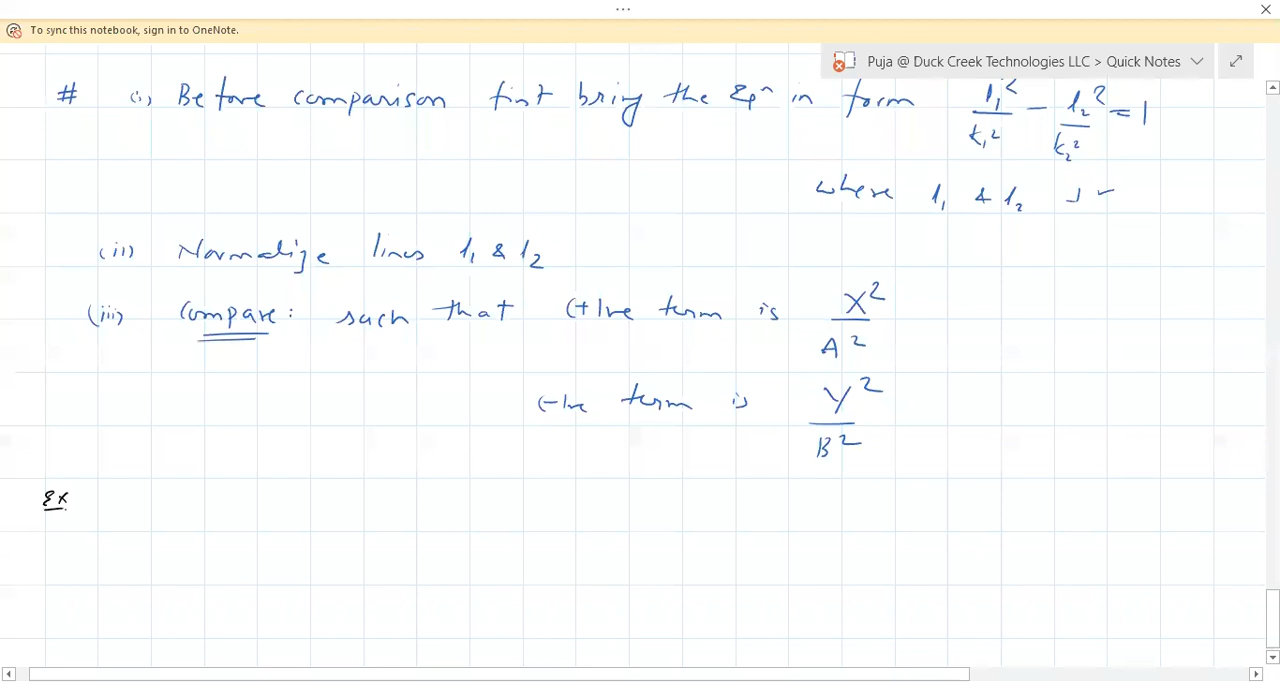 To sync this notebook, sign in to OneNote.
Puja @ Duck Creek Technologies LLC > Quick Notes
# (i) Before comparison first bring the Eqⁿ in form l₁²/k₁² - l₂²/k₂² = 1
where l₁ & l₂
(ii) Normalize lines l₁ & l₂
(iii) Compare: such that (+)ve term is X²/A²
(-)ve term is Y²/B²
Ex